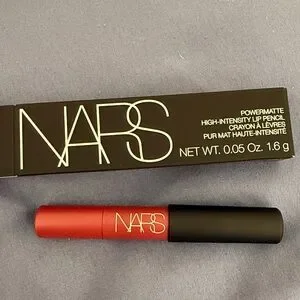 NARS
POWERMATTE
HIGH-INTENSITY LIP PENCIL
CRAYON À LÈVRES
PUR MAT HAUTE-INTENSITÉ
NET WT. 0.05 Oz. 1.6 g
NARS